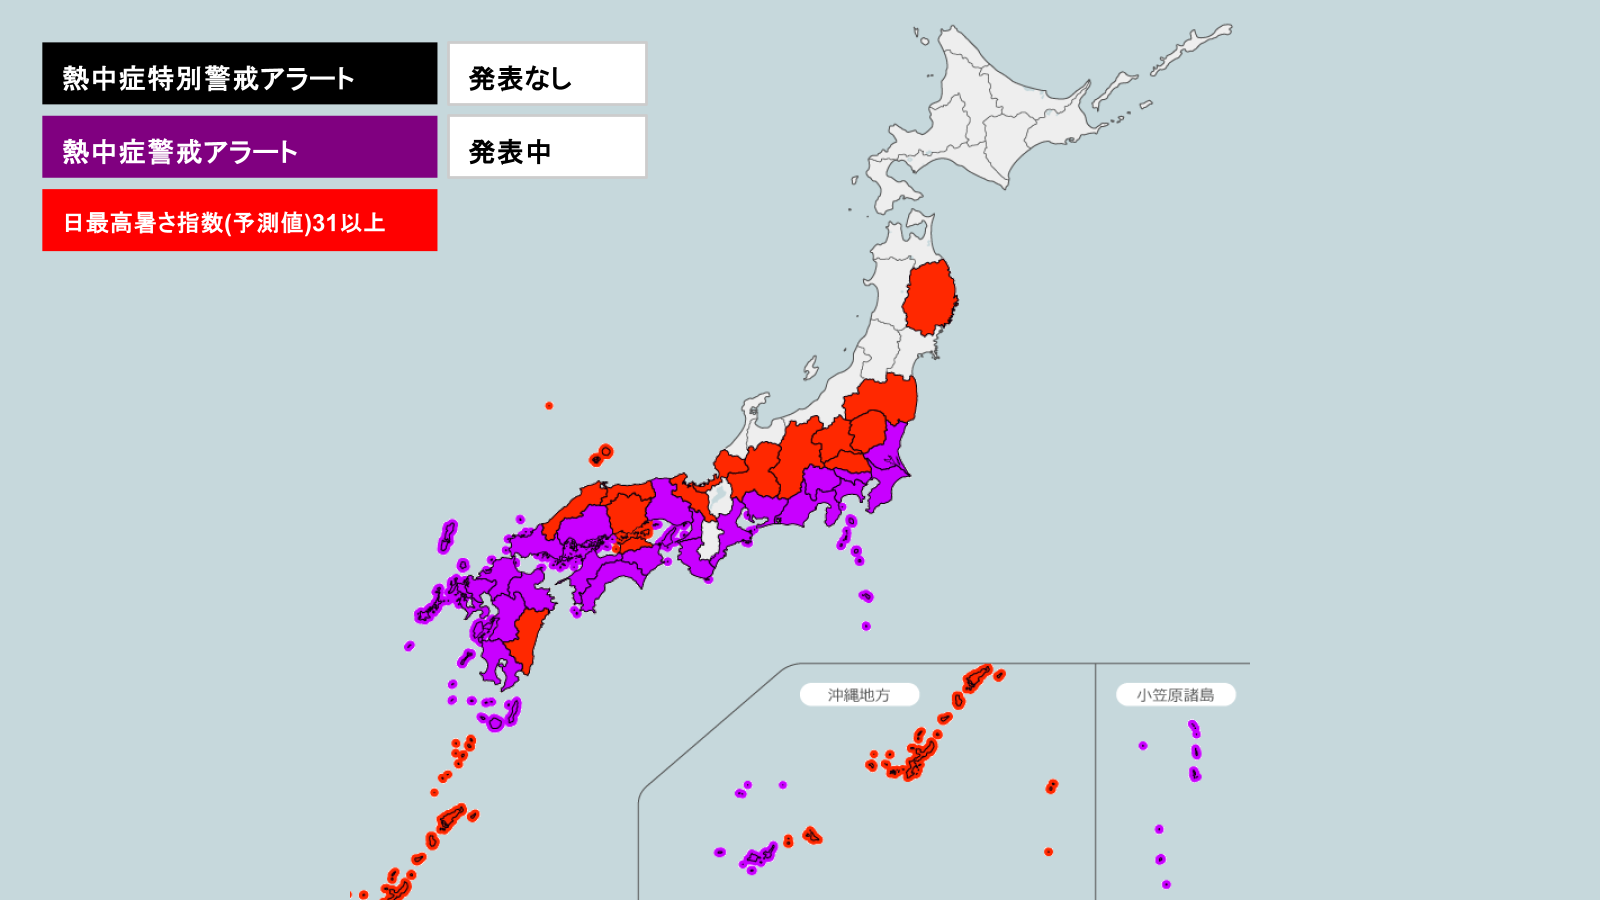 熱中症特別警戒アラート
発表なし
熱中症警戒アラート
発表中
日最高暑さ指数(予測値)31以上
沖縄地方
小笠原諸島